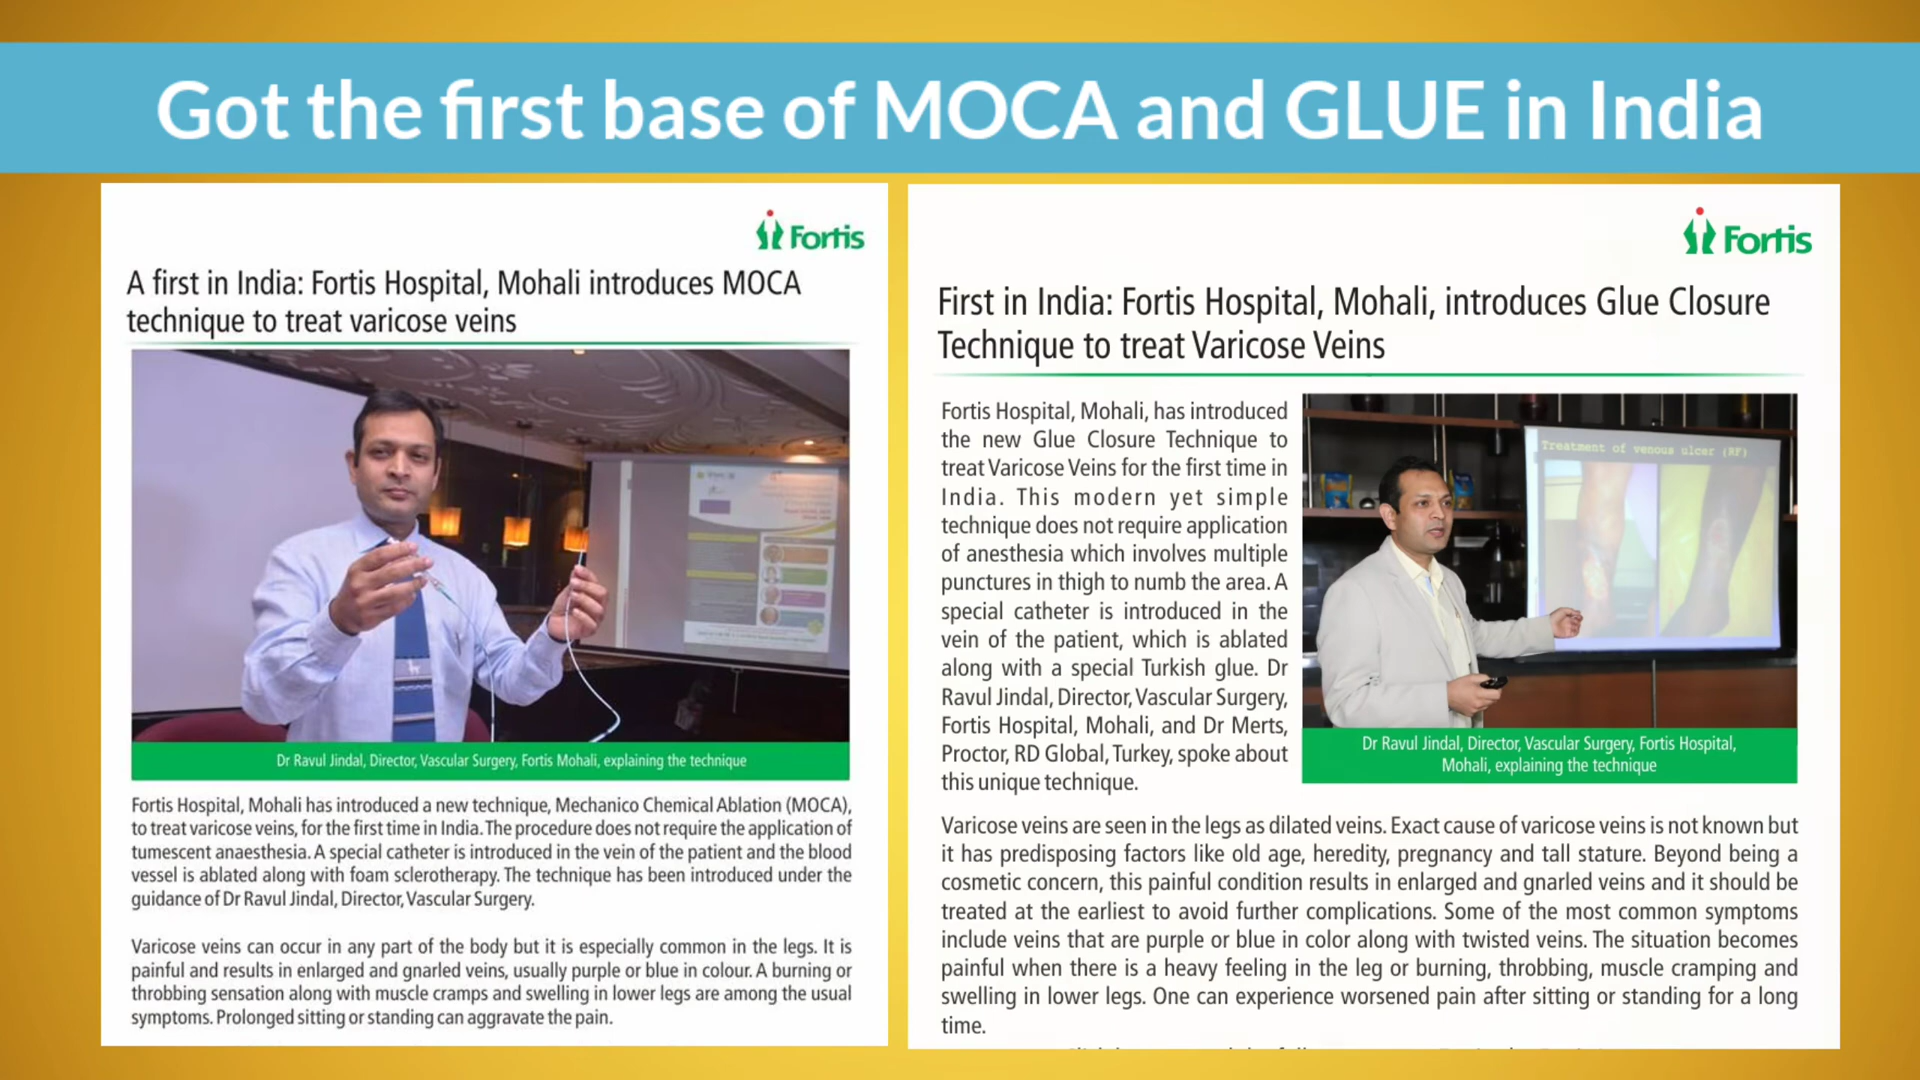 Got the first base of MOCA and GLUE in India
Fortis
A first in India: Fortis Hospital, Mohali introduces MOCA
technique to treat varicose veins
Dr Ravul Jindal, Director, Vascular Surgery, Fortis Mohali, explaining the technique
Fortis Hospital, Mohali has introduced a new technique, Mechanico Chemical Ablation (MOCA),
to treat varicose veins, for the first time in India. The procedure does not require the application of
tumescent anaesthesia. A special catheter is introduced in the vein of the patient and the blood
vessel is ablated along with foam sclerotherapy. The technique has been introduced under the
guidance of Dr Ravul Jindal, Director, Vascular Surgery.
Varicose veins can occur in any part of the body but it is especially common in the legs. It is
painful and results in enlarged and gnarled veins, usually purple or blue in colour. A burning or
throbbing sensation along with muscle cramps and swelling in lower legs are among the usual
symptoms. Prolonged sitting or standing can aggravate the pain.
Fortis
First in India: Fortis Hospital, Mohali, introduces Glue Closure
Technique to treat Varicose Veins
Fortis Hospital, Mohali, has introduced
the new Glue Closure Technique to
treat Varicose Veins for the first time in
India. This modern yet simple
technique does not require application
of anesthesia which involves multiple
punctures in thigh to numb the area. A
special catheter is introduced in the
vein of the patient, which is ablated
along with a special Turkish glue. Dr
Ravul Jindal, Director, Vascular Surgery,
Fortis Hospital, Mohali, and Dr Merts,
Proctor, RD Global, Turkey, spoke about
this unique technique.
Treatment of venous ulcer (RF)
Dr Ravul Jindal, Director, Vascular Surgery, Fortis Hospital,
Mohali, explaining the technique
Varicose veins are seen in the legs as dilated veins. Exact cause of varicose veins is not known but
it has predisposing factors like old age, heredity, pregnancy and tall stature. Beyond being a
cosmetic concern, this painful condition results in enlarged and gnarled veins and it should be
treated at the earliest to avoid further complications. Some of the most common symptoms
include veins that are purple or blue in color along with twisted veins. The situation becomes
painful when there is a heavy feeling in the leg or burning, throbbing, muscle cramping and
swelling in lower legs. One can experience worsened pain after sitting or standing for a long
time.